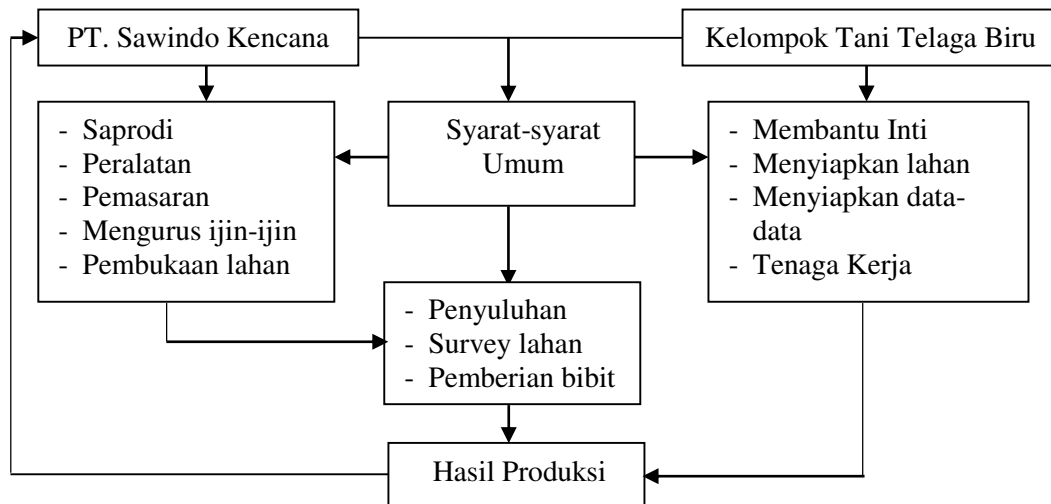 PT. Sawindo Kencana
Kelompok Tani Telaga Biru
- Saprodi
- Peralatan
- Pemasaran
- Mengurus ijin-ijin
- Pembukaan lahan
Syarat-syarat
Umum
- Membantu Inti
- Menyiapkan lahan
- Menyiapkan data-
data
- Tenaga Kerja
- Penyuluhan
- Survey lahan
- Pemberian bibit
Hasil Produksi